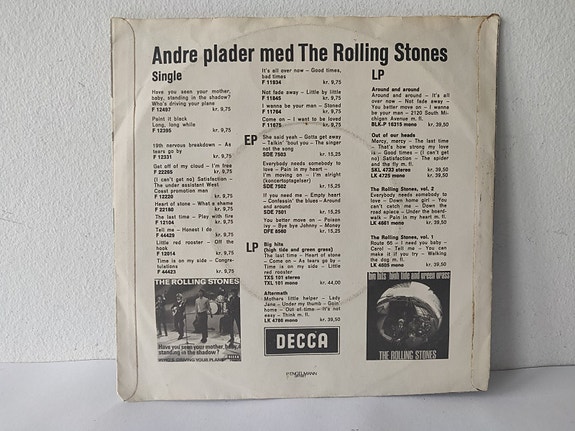 Andre plader med The Rolling Stones
Single
Have you seen your mother,
baby, standing in the shadow?
Who's driving your plane
F 12497 kr. 9,75
Paint it black
Long, long while
F 12395 kr. 9,75
19th nervous breakdown – As
tears go by
F 12331 kr. 9,75
Get off of my cloud – I'm free
F 22265 kr. 9,75
(I can't get no) Satisfaction –
The under assistant West
Coast promotion man
F 12220 kr. 9,75
Heart of stone – What a shame
F 22180 kr. 9,75
The last time – Play with fire
F 12104 kr. 9,75
Tell me – Honest I do
F 44429 kr. 9,75
Little red rooster – Off the
hook
F 12014 kr. 9,75
Time is on my side – Congra-
tulations
F 44423 kr. 9,75
THE ROLLING STONES
Have you seen your mother, baby,
standing in the shadow?
WHO'S DRIVING YOUR PLANE
It's all over now – Good times,
bad times
F 11934 kr. 9,75
Not fade away – Little by little
F 11845 kr. 9,75
I wanna be your man – Stoned
F 11764 kr. 9,75
Come on – I want to be loved
F 11675 kr. 9,75
EP
She said yeah – Gotta get away
– Talkin' 'bout you – The singer
not the song
SDE 7503 kr. 15,25
Everybody needs somebody to
love – Pain in my heart –
I'm moving on – I'm alright
(koncertoptagelser)
SDE 7502 kr. 15,25
If you need me – Empty heart
– Confessin' the blues – Around
and around
SDE 7501 kr. 15,25
You better move on – Poison
ivy – Bye bye Johnny – Money
DFE 8560 kr. 15,25
LP
Big hits
(high tide and green grass)
The last time – Heart of stone
– Come on – As tears go by –
Time is on my side – Little
red rooster
TXS 101 stereo
TXL 101 mono kr. 44,00
Aftermath
Mothers little helper – Lady
Jane – Under my thumb – Goin'
home – Out of time – It's not
easy – Think m. fl.
LK 4786 mono kr. 39,50
DECCA
LP
Around and around
Around and around – It's all
over now – Not fade away –
You better move on – I wanna
be your man – 2120 South Mi-
chigan Avenue m. fl.
BLK-P 16315 mono kr. 39,50
Out of our heads
Mercy, mercy – The last time
– That's how strong my love
is – Good times – (I can't get
no) Satisfaction – The spider
and the fly m. fl.
SKL 4733 stereo kr. 39,50
LK 4725 mono kr. 39,50
The Rolling Stones, vol. 2
Everybody needs somebody to
love – Down home girl – You
can't catch me – Down the
road apiece – Under the board-
walk – Pain in my heart m. fl.
LK 4661 mono kr. 39,50
The Rolling Stones, vol. 1
Route 66 – I need you baby –
Carol – Tell me – You can
make it if you try – Walking
the dog m. fl.
LK 4605 mono kr. 39,50
big hits [high tide and green grass]
THE ROLLING STONES